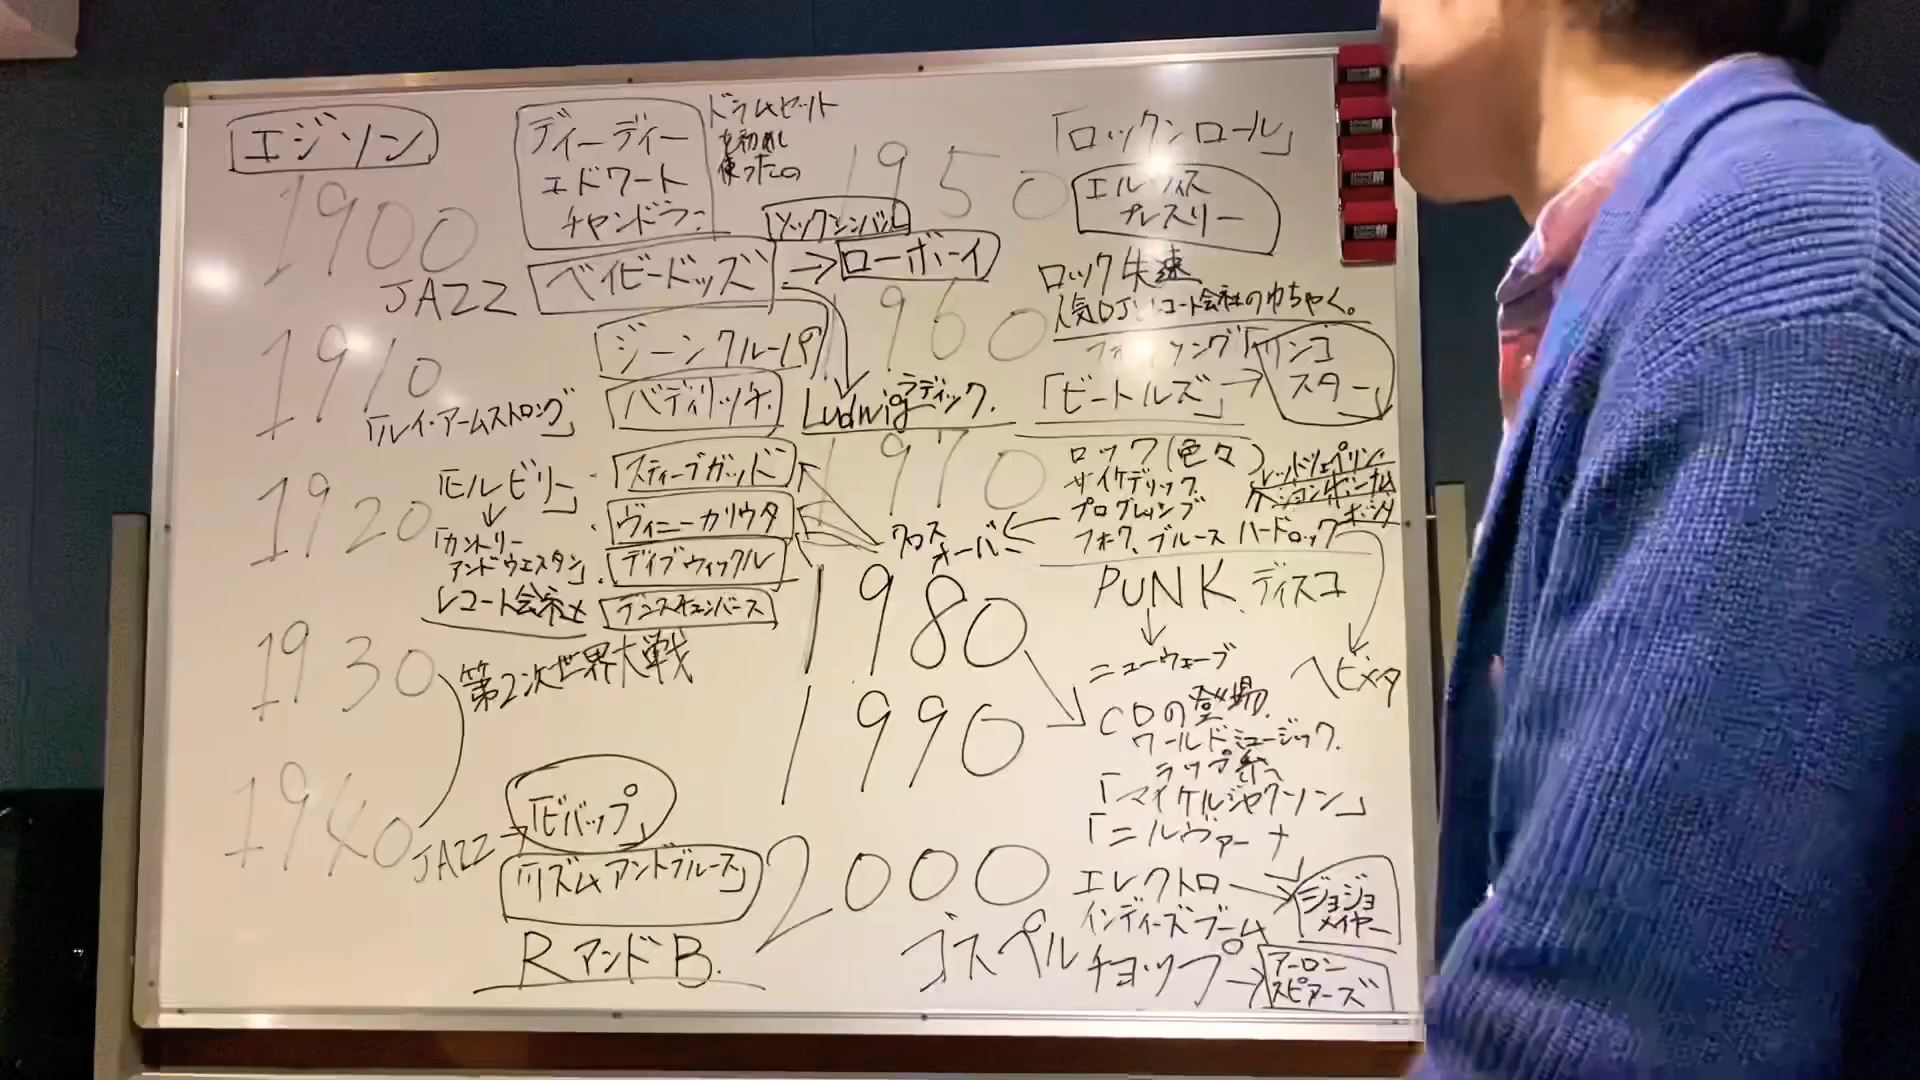 エジソン
1900
JAZZ
1910
「ルイ・アームストロング」
1920
「ヒルビリー」
「カントリー
アンドウエスタン」
レコート会社
1930
第2次世界大戦
1940
JAZZ→
「ビバップ」
「リズムアンドブルース」
RアンドB.
ディーディー
エドワート
チャンドラー
ドラムセット
を初めし
使ったの
ベイビードッズ
→
ソックシンバル
ローボーイ
ジーンクルーパ
バディリッチ.
Ludwig
ラディック.
スティーブガッド
ヴィニーカリウタ
デイブウィックル
デニスチェンバース
クロス
オーバー
1950
「ロックンロール」
エルヴィス
プレスリー
1960
ロック失速
人気DJとレコート会社のゆちゃく。
フォークソング
「ビートルズ」→
「リンゴ
スター」
1970
ロック(色々)
サイケデリック
プログレッシブ
フォーク、ブルース ハードロック
レッドツェペリン
ジョンボーナム
PUNK、ディスコ
ヘビメタ
1980
ニューウェーブ
1990
CDの登場.
ワールドミュージック.
ラップ系へ
「マイケルジャクソン」
「ニルヴァーナ
2000
エレクトロ
ジョジョ
メイヤー
インディーズブーム
ゴスペルチョップ→
アーロン
スピアーズ